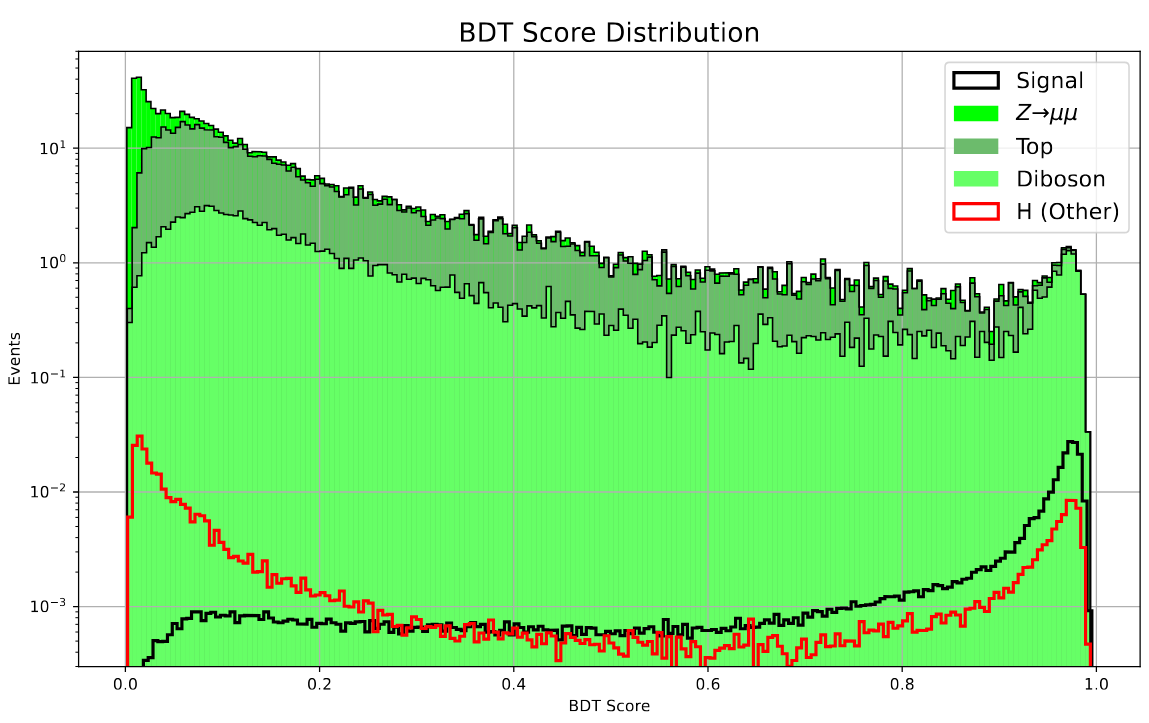 BDT Score Distribution
Signal
Z→μμ
Top
Diboson
H (Other)
Events
10¹
10⁰
10⁻¹
10⁻²
10⁻³
0.0 0.2 0.4 0.6 0.8 1.0
BDT Score